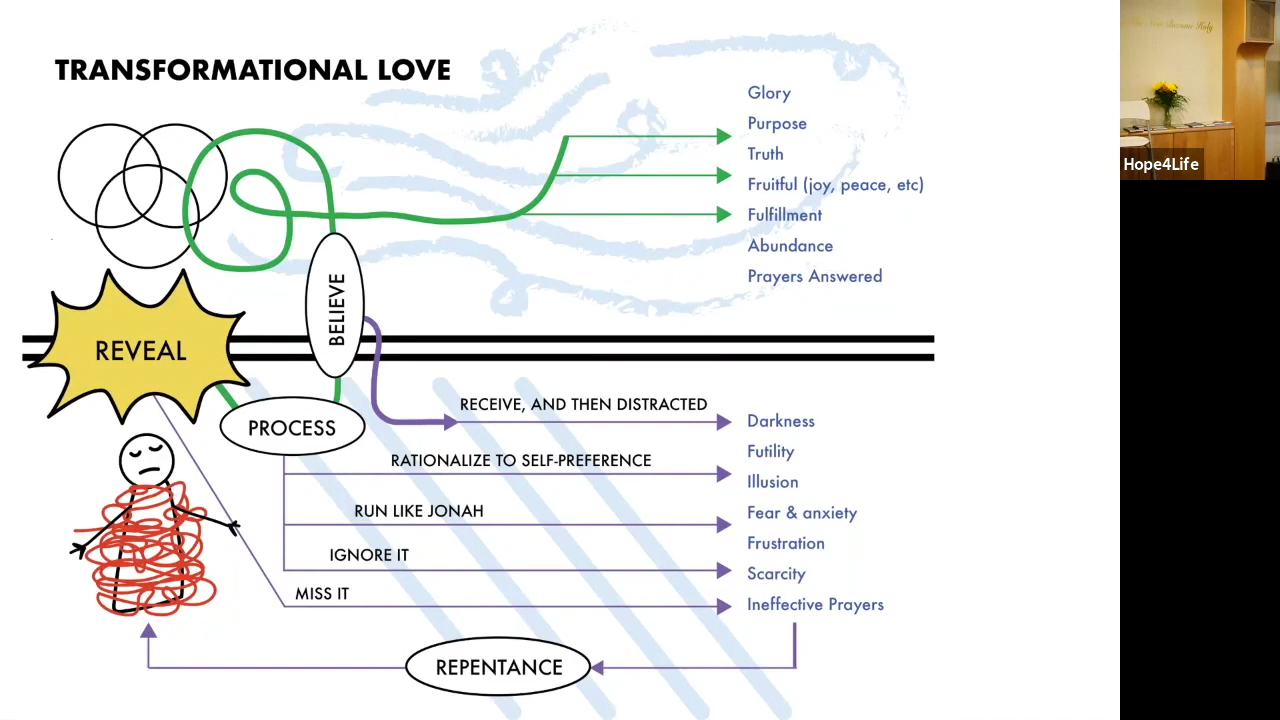 TRANSFORMATIONAL LOVE
Glory
Purpose
Truth
Fruitful (joy, peace, etc)
Fulfillment
Abundance
Prayers Answered
BELIEVE
REVEAL
PROCESS
RECEIVE, AND THEN DISTRACTED
RATIONALIZE TO SELF-PREFERENCE
RUN LIKE JONAH
IGNORE IT
MISS IT
Darkness
Futility
Illusion
Fear & anxiety
Frustration
Scarcity
Ineffective Prayers
REPENTANCE
Become Holy
Hope4Life